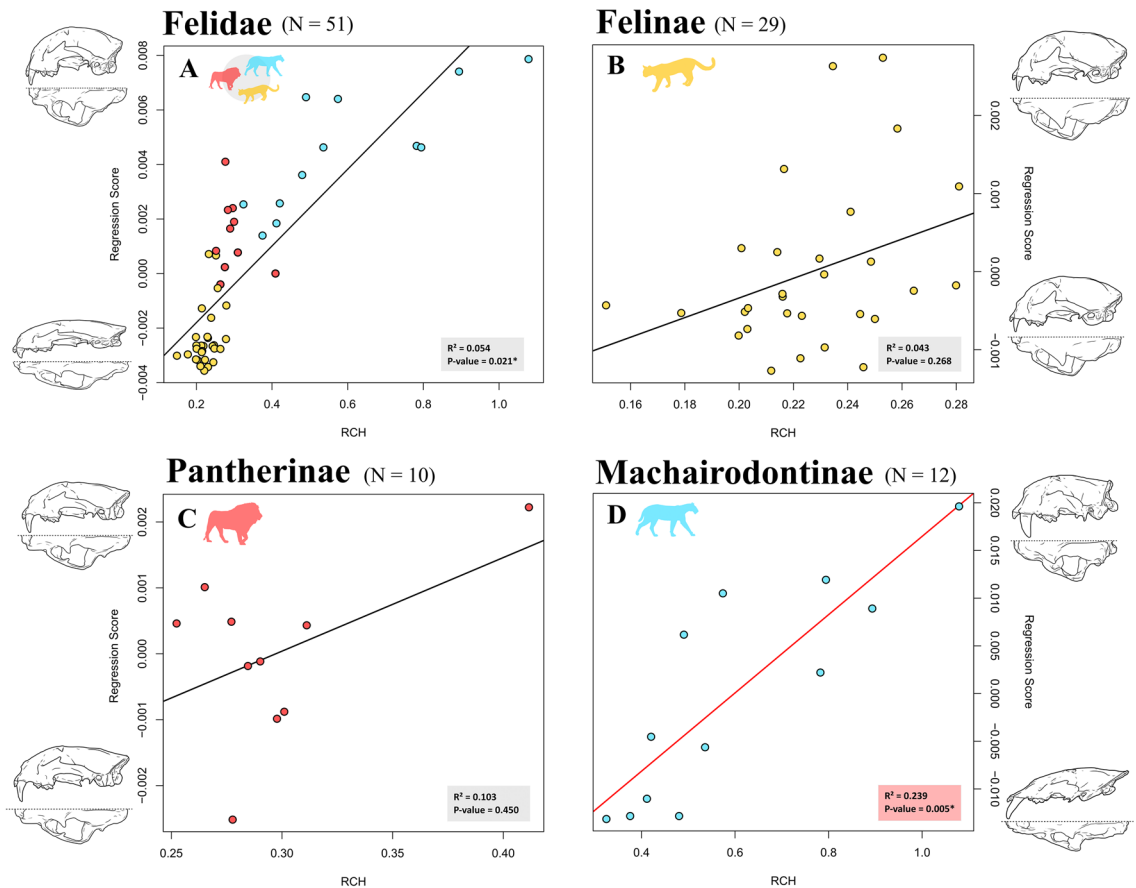 Felidae (N = 51)
A
Regression Score
0.008
0.006
0.004
0.002
0.000
−0.002
−0.004
R² = 0.054
P-value = 0.021*
0.2 0.4 0.6 0.8 1.0
RCH
Felinae (N = 29)
B
0.002
0.001
0.000
−0.001
Regression Score
R² = 0.043
P-value = 0.268
0.16 0.18 0.20 0.22 0.24 0.26 0.28
RCH
Pantherinae (N = 10)
C
Regression Score
0.002
0.001
0.000
−0.001
−0.002
R² = 0.103
P-value = 0.450
0.25 0.30 0.35 0.40
RCH
Machairodontinae (N = 12)
D
0.020
0.015
0.010
0.005
0.000
−0.005
−0.010
Regression Score
R² = 0.239
P-value = 0.005*
0.4 0.6 0.8 1.0
RCH